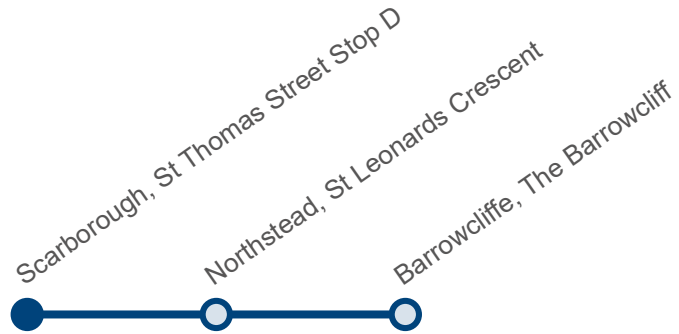 Scarborough, St Thomas Street Stop D
Northstead, St Leonards Crescent
Barrowcliffe, The Barrowcliff